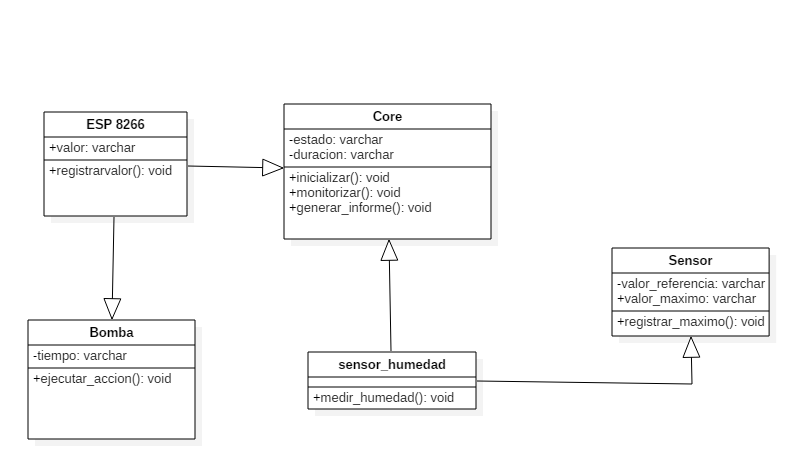 ESP 8266
+valor: varchar
+registrarvalor(): void
Core
-estado: varchar
-duracion: varchar
+inicializar(): void
+monitorizar(): void
+generar_informe(): void
Sensor
-valor_referencia: varchar
+valor_maximo: varchar
+registrar_maximo(): void
Bomba
-tiempo: varchar
+ejecutar_accion(): void
sensor_humedad
+medir_humedad(): void